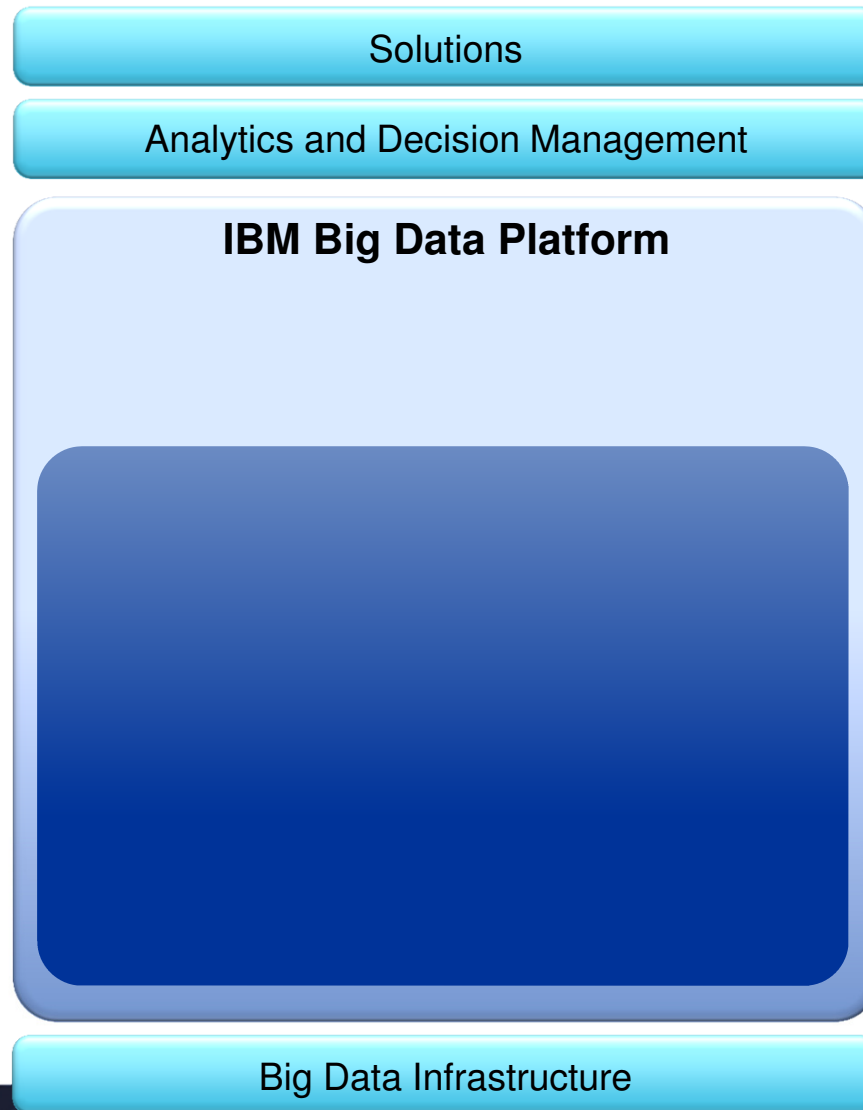 Solutions
Analytics and Decision Management
IBM Big Data Platform
Big Data Infrastructure